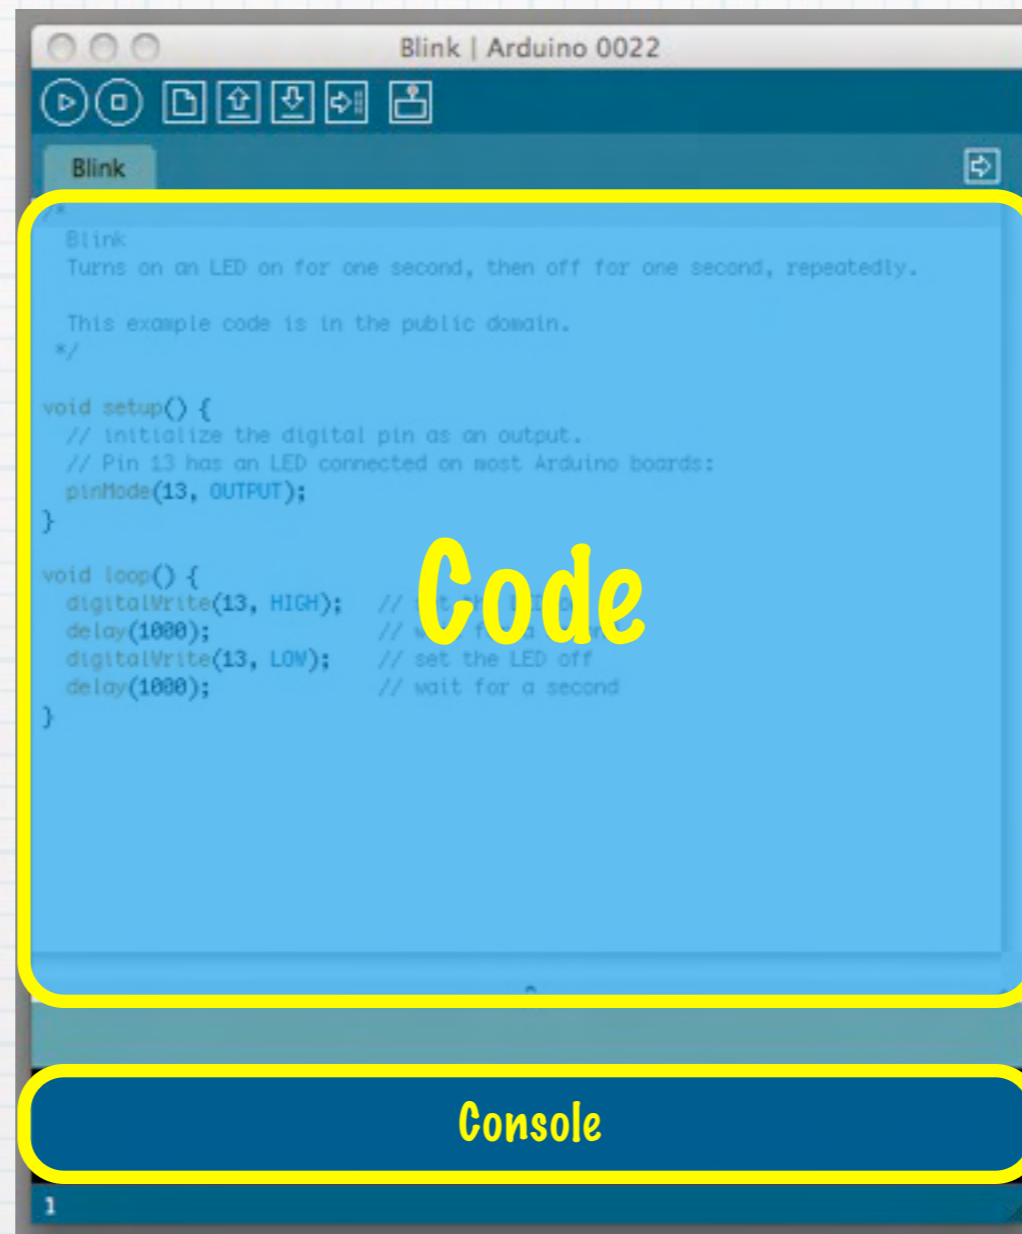 Blink | Arduino 0022
Blink
/*
Blink
Turns on an LED on for one second, then off for one second, repeatedly.
This example code is in the public domain.
*/
void setup() {
// initialize the digital pin as an output.
// Pin 13 has an LED connected on most Arduino boards:
pinMode(13, OUTPUT);
}
void loop() {
digitalWrite(13, HIGH); // the
delay(1000); // for a
digitalWrite(13, LOW); // set the LED off
delay(1000); // wait for a second
}
Code
Console
1